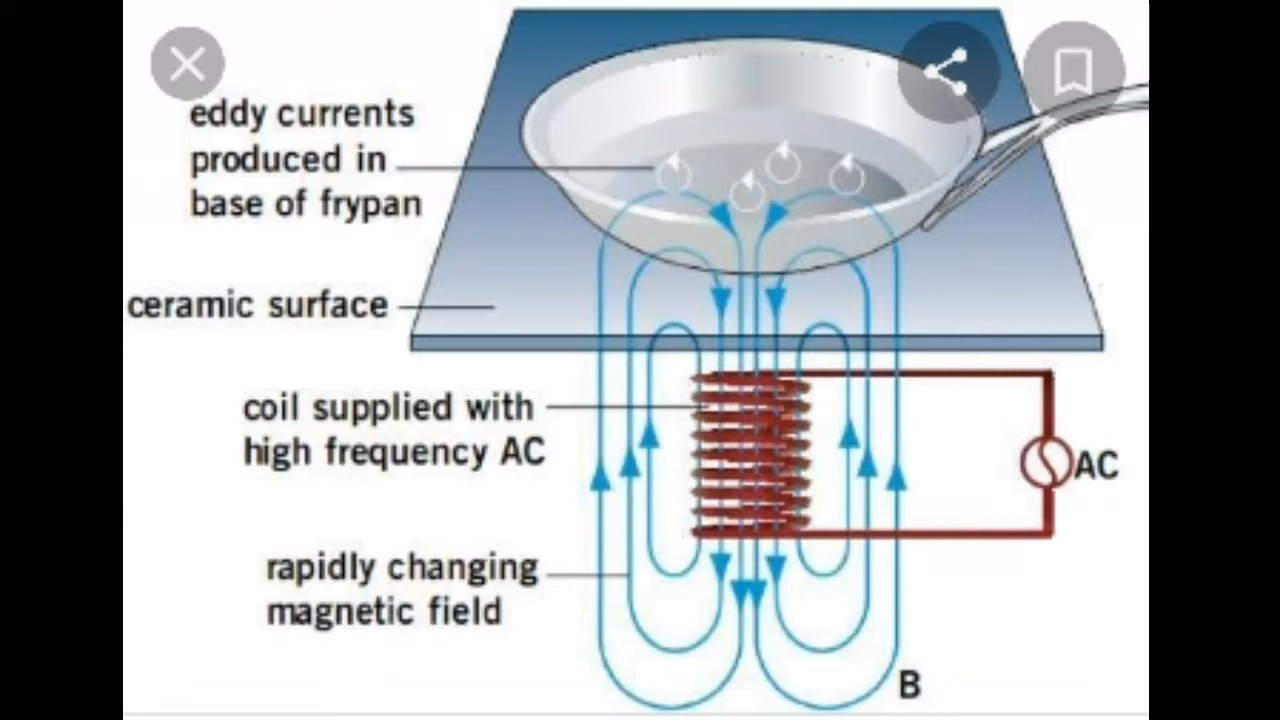 eddy currents
produced in
base of frypan
ceramic surface
coil supplied with
high frequency AC
AC
rapidly changing
magnetic field
B